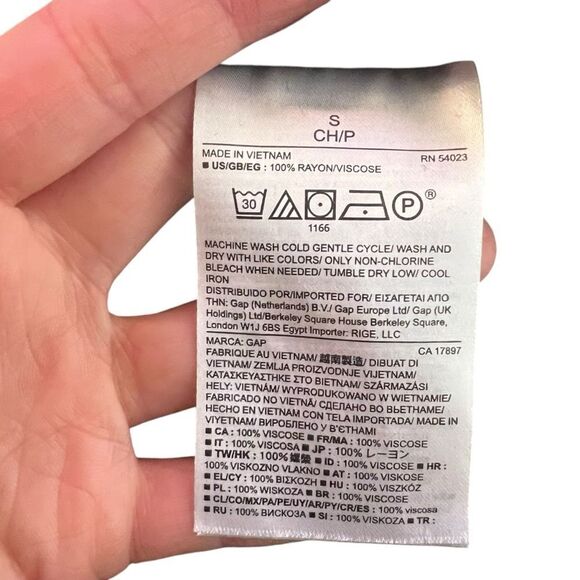 S
CH/P
MADE IN VIETNAM RN 54023
■ US/GB/EG : 100% RAYON/VISCOSE
30 P ®
1166
MACHINE WASH COLD GENTLE CYCLE/ WASH AND
DRY WITH LIKE COLORS/ ONLY NON-CHLORINE
BLEACH WHEN NEEDED/ TUMBLE DRY LOW/ COOL
IRON
DISTRIBUIDO POR/IMPORTED FOR/ ΕΙΣΑΓΕΤΑΙ ΑΠΟ
THN: Gap (Netherlands) B.V./ Gap Europe Ltd/ Gap (UK
Holdings) Ltd/Berkeley Square House Berkeley Square,
London W1J 6BS Egypt Importer: RIGE, LLC
MARCA: GAP CA 17897
FABRIQUE AU VIETNAM/ 越南製造/ DIBUAT DI
VIETNAM/ ZEMLJA PROIZVODNJE VIJETNAM/
ΚΑΤΑΣΚΕΥΑΣΤΗΚΕ ΣΤΟ ΒΙΕΤΝΑΜ/ SZÁRMAZÁSI
HELY: VIETNÁM/ WYPRODUKOWANO W WIETNAMIE/
FABRICADO NO VIETNÃ/ СДЕЛАНО ВО ВЬЕТНАМЕ/
HECHO EN VIETNAM CON TELA IMPORTADA/ MADE IN
VIYETNAM/ ВИРОБЛЕНО У В'ЄТНАМІ
■ CA : 100% VISCOSE ■ FR/MA : 100% VISCOSE
■ IT : 100% VISCOSA ■ JP : 100% レーヨン
■ TW/HK : 100% 嫘縈 ■ ID : 100% VISCOSE ■ HR :
100% VISKOZNO VLAKNO ■ AT : 100% VISKOSE
■ EL/CY : 100% ΒΙΣΚΟΖΗ ■ HU : 100% VISZKÓZ
■ PL : 100% WISKOZA ■ BR : 100% VISCOSE
■ CL/CO/MX/PA/PE/UY/AR/PY/CR/ES : 100% viscosa
■ RU : 100% ВИСКОЗА ■ SI : 100% VISKOZA ■ TR :